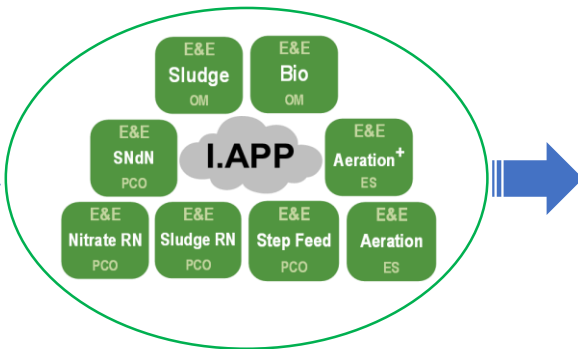 E&E
Sludge
OM
E&E
Bio
OM
E&E
SNdN
PCO
I.APP
E&E
Aeration+
ES
E&E
Nitrate RN
PCO
E&E
Sludge RN
PCO
E&E
Step Feed
PCO
E&E
Aeration
ES